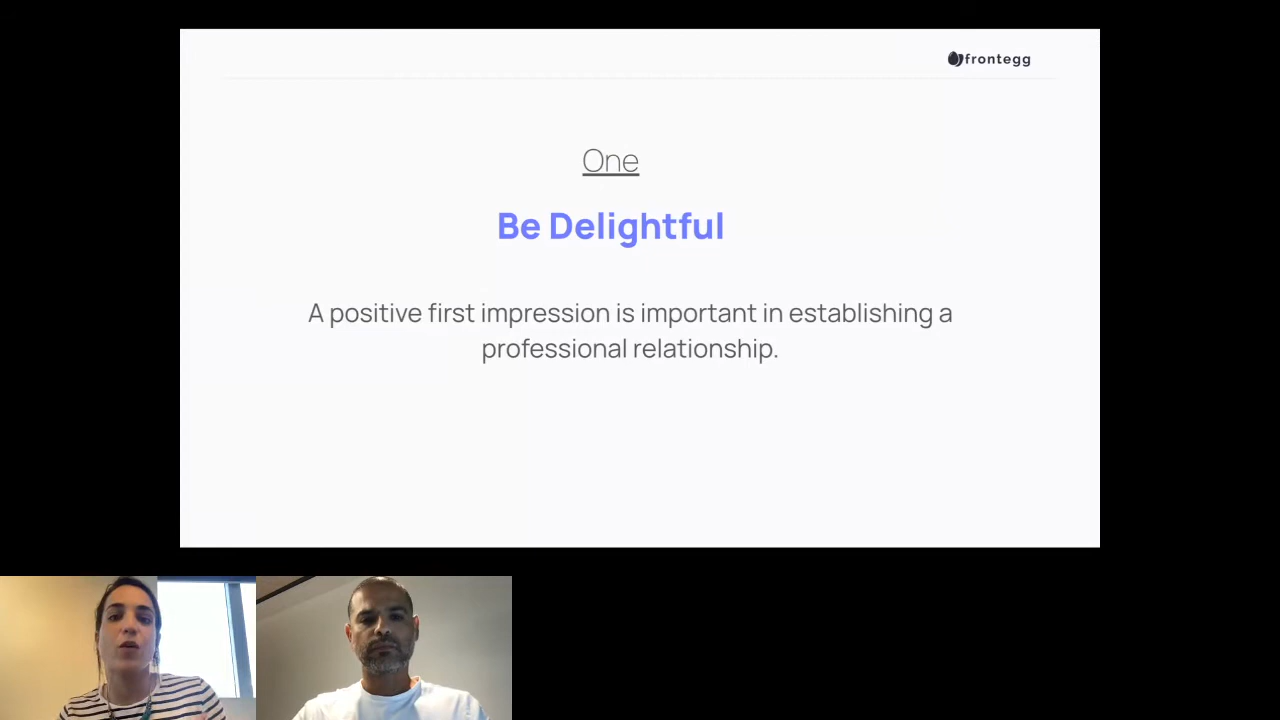 frontegg
One
Be Delightful
A positive first impression is important in establishing a
professional relationship.